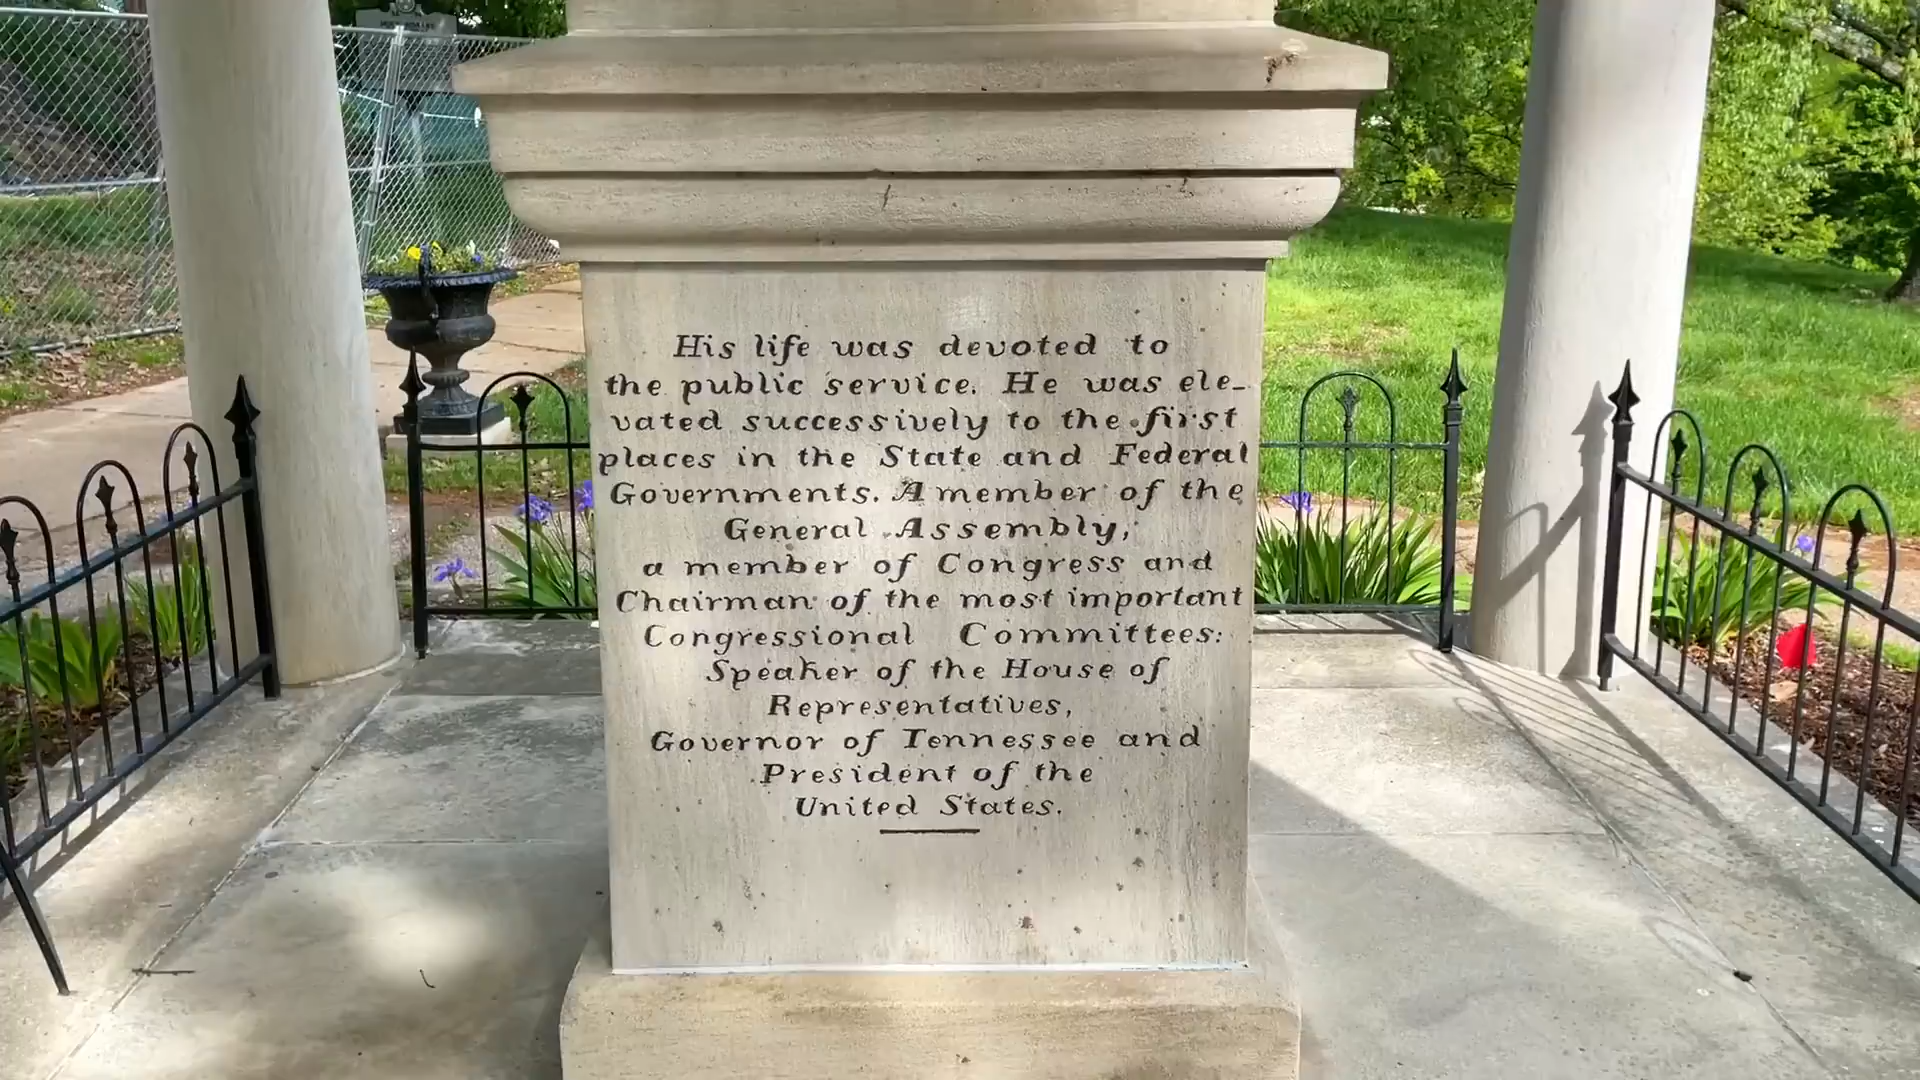 His life was devoted to
the public service. He was ele-
vated successively to the first
places in the State and Federal
Governments. A member of the
General Assembly,
a member of Congress and
Chairman of the most important
Congressional Committees:
Speaker of the House of
Representatives,
Governor of Tennessee and
President of the
United States.